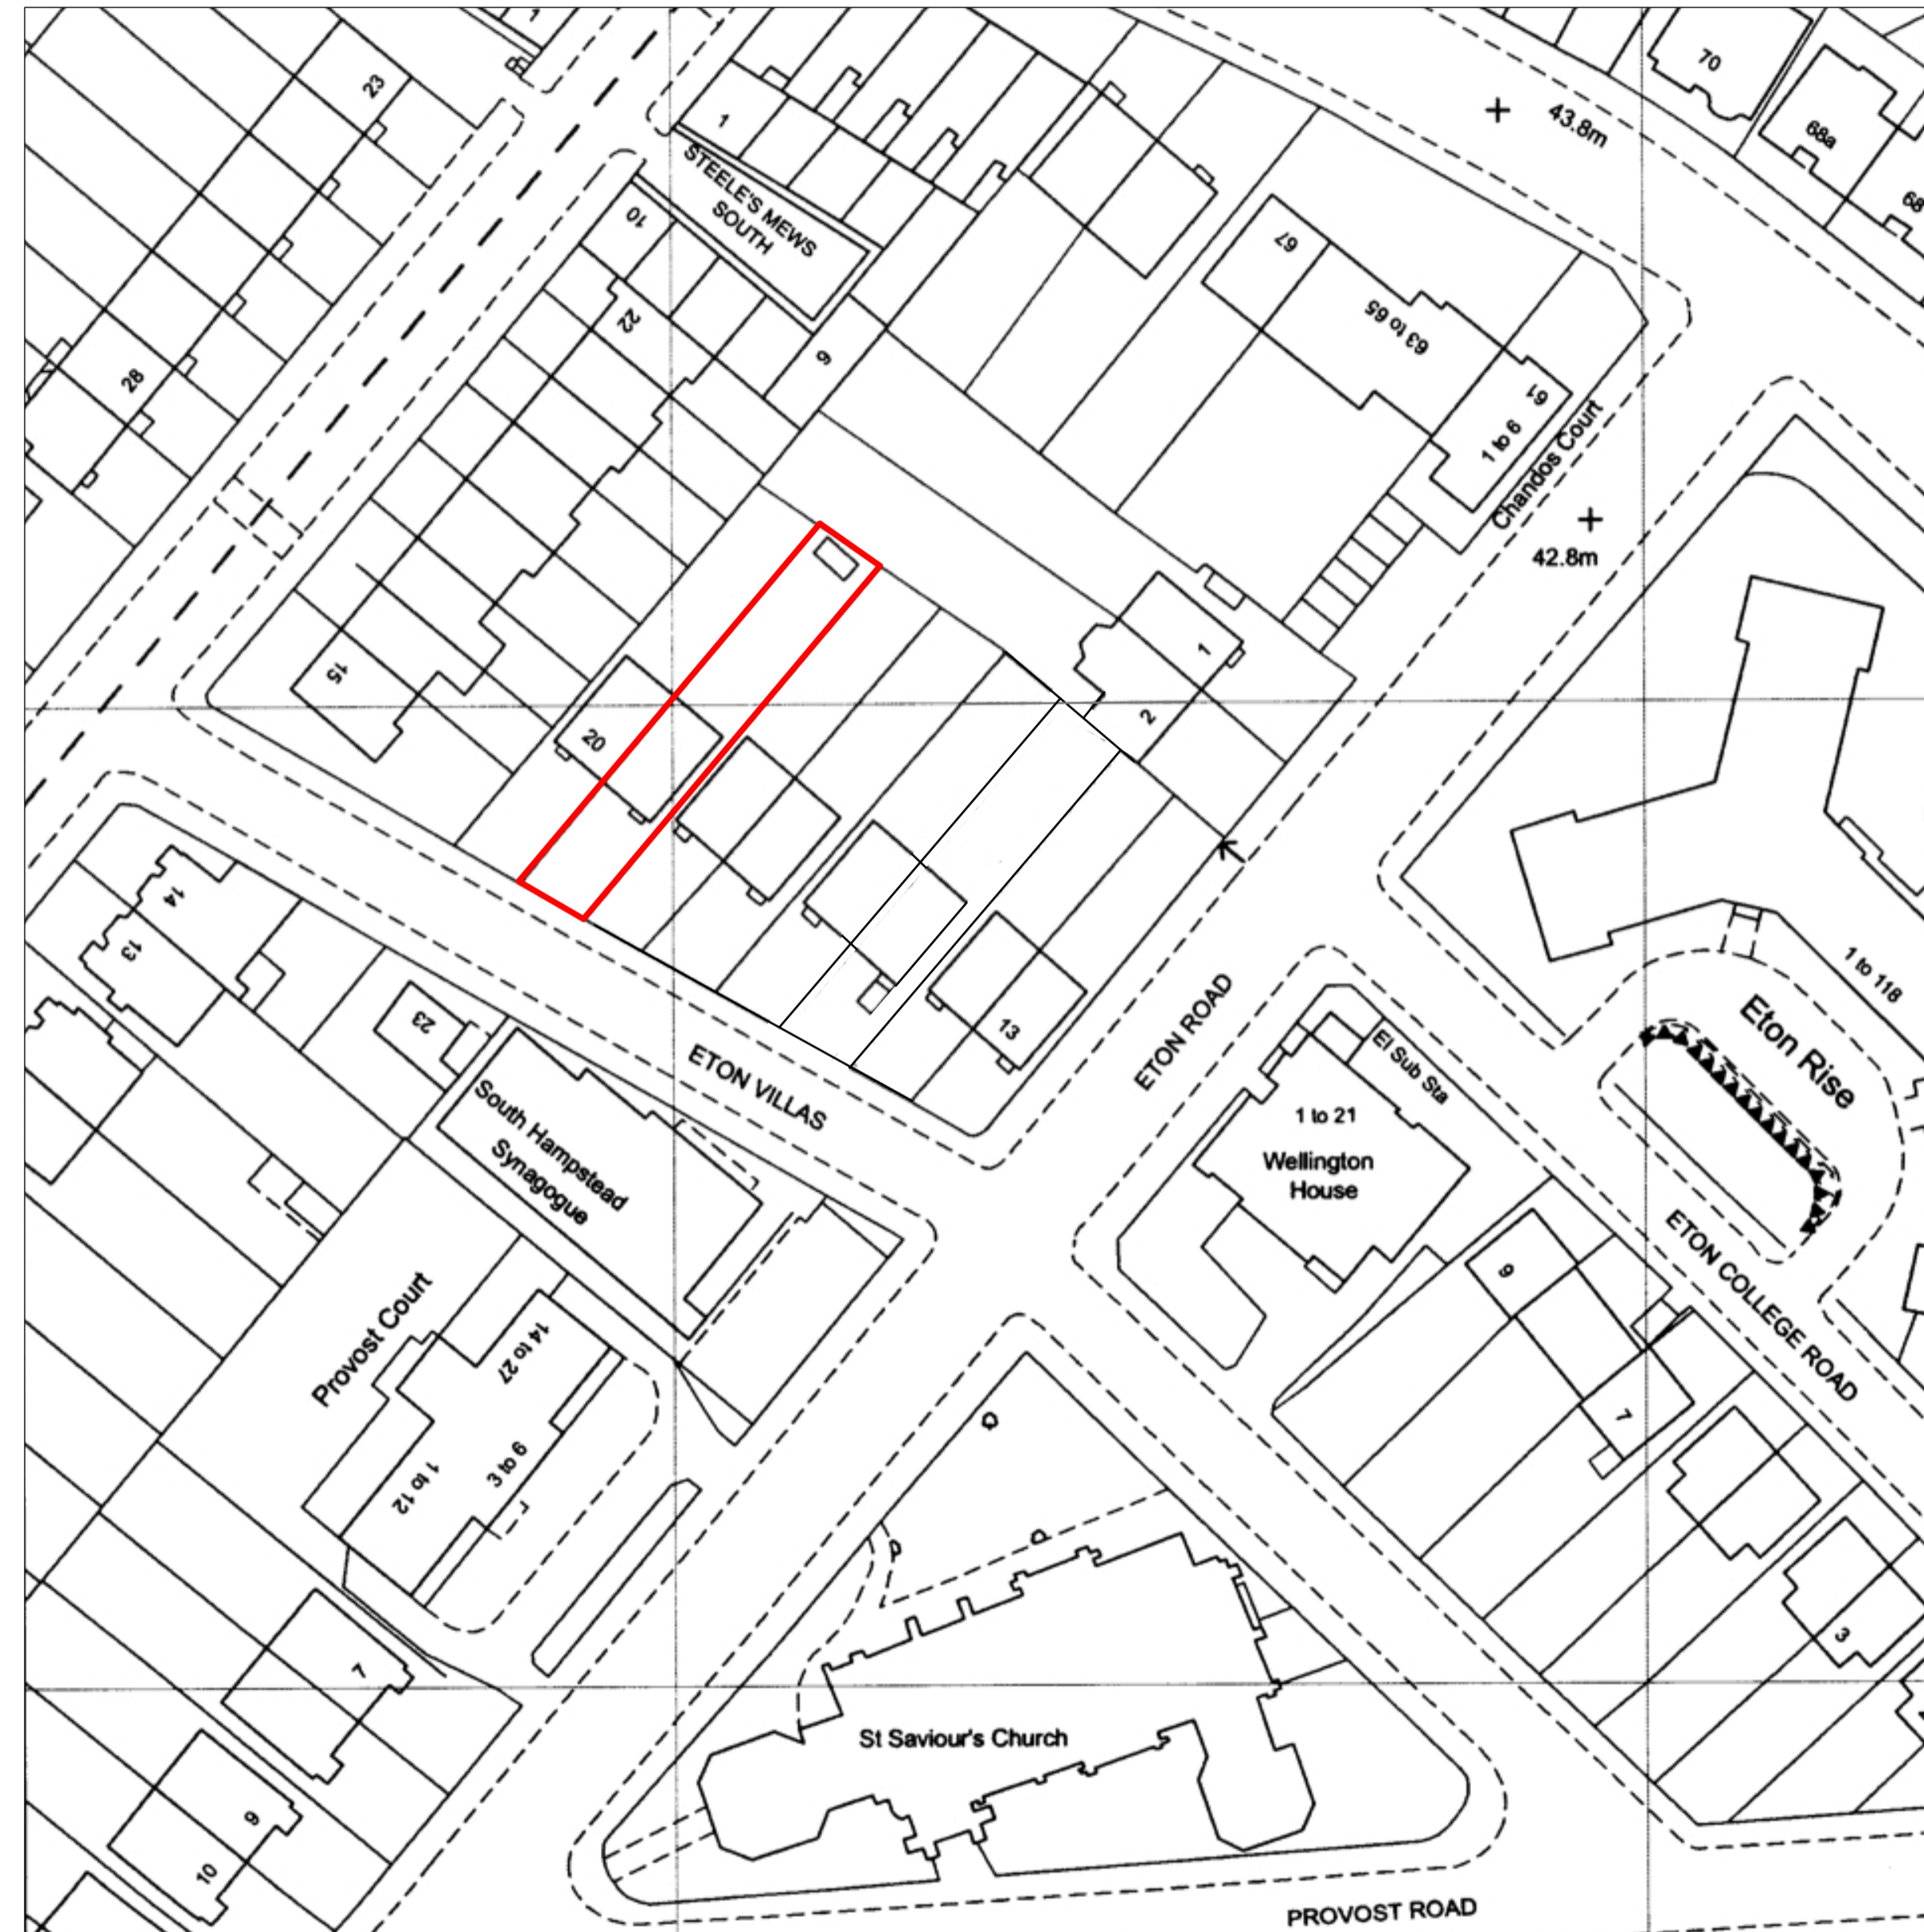 1
23
70
43.8m
68a
68
1
STEELE'S MEWS
SOUTH
10
67
22
63 to 65
6
28
61
1 to 6
Chandos Court
42.8m
15
1
2
20
14
13
23
13
1 to 118
Eton Rise
ETON VILLAS
ETON ROAD
El Sub Sta
1 to 21
Wellington
House
South Hampstead
Synagogue
ETON COLLEGE ROAD
9
7
Provost Court
14 to 27
1 to 12
3
7
St Saviour's Church
9
10
PROVOST ROAD